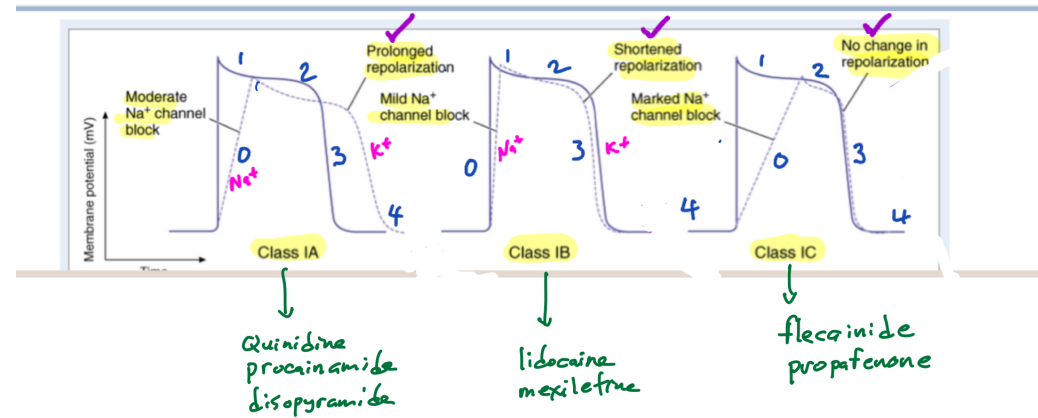 Membrane potential (mV)
Moderate
Na⁺ channel
block
1
2
0
Na⁺
3
K⁺
4
Prolonged
repolarization
Class IA
Mild Na⁺
channel block
1
2
0
Na⁺
3
K⁺
Shortened
repolarization
Class IB
Marked Na⁺
channel block
1
2
0
3
4
4
No change in
repolarization
Class IC
Quinidine
procainamide
disopyramide
lidocaine
mexiletine
flecainide
propafenone